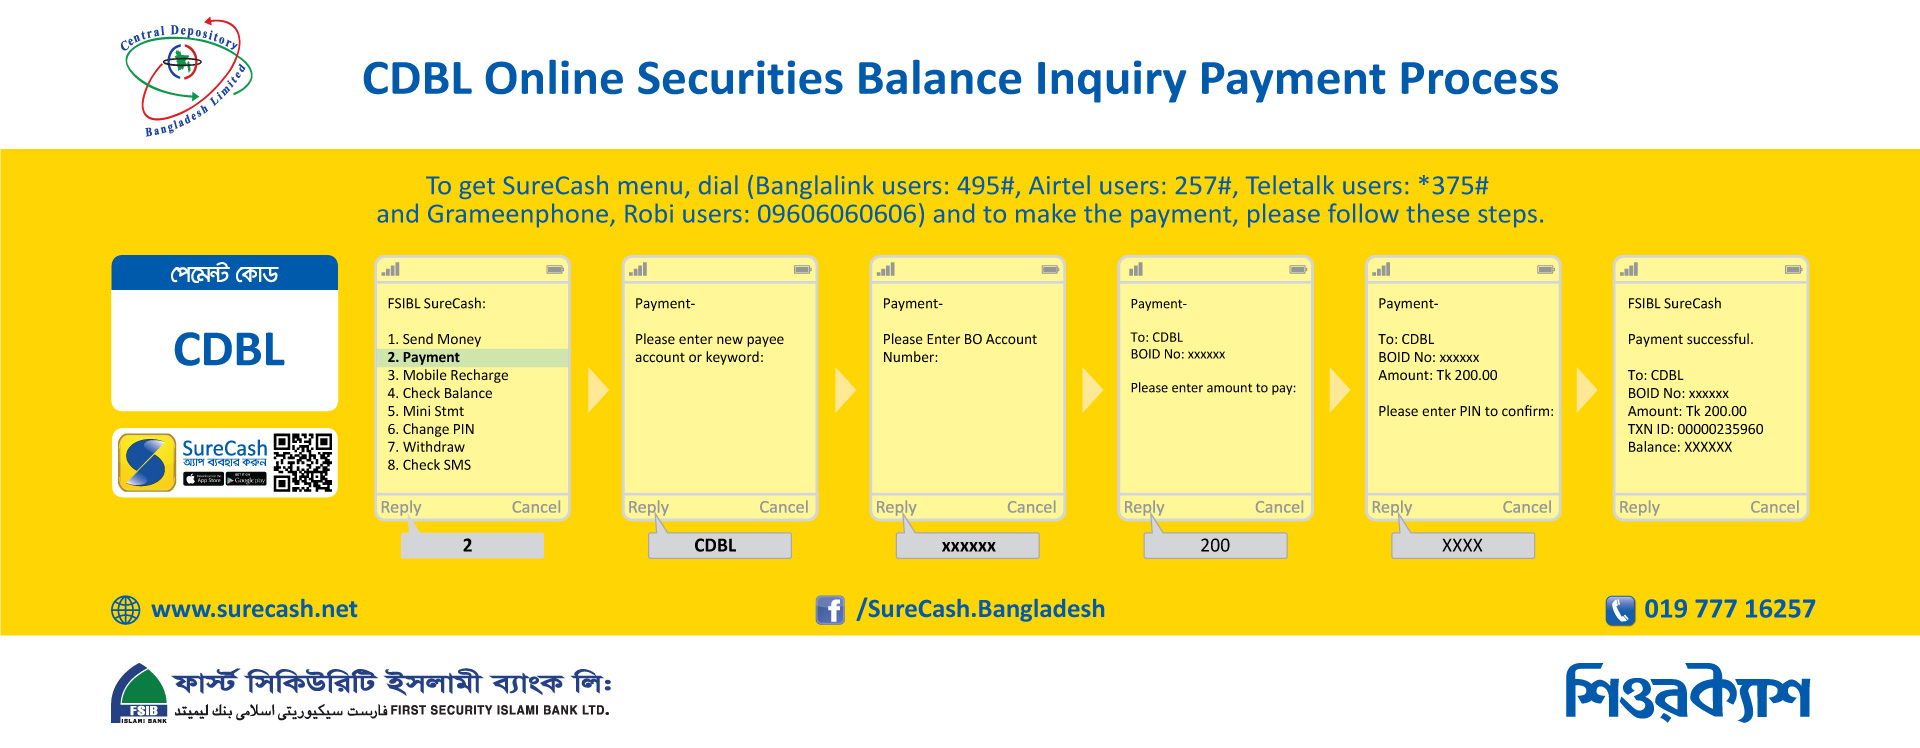 Central Depository
Bangladesh Limited
CDBL Online Securities Balance Inquiry Payment Process
To get SureCash menu, dial (Banglalink users: 495#, Airtel users: 257#, Teletalk users: *375#
and Grameenphone, Robi users: 09606060606) and to make the payment, please follow these steps.
পেমেন্ট কোড
CDBL
SureCash
অ্যাপ ব্যবহার করুন
App Store
Google play
FSIBL SureCash:
1. Send Money
2. Payment
3. Mobile Recharge
4. Check Balance
5. Mini Stmt
6. Change PIN
7. Withdraw
8. Check SMS
Reply Cancel
2
Payment-
Please enter new payee
account or keyword:
Reply Cancel
CDBL
Payment-
Please Enter BO Account
Number:
Reply Cancel
xxxxxx
Payment-
To: CDBL
BOID No: xxxxxx
Please enter amount to pay:
Reply Cancel
200
Payment-
To: CDBL
BOID No: xxxxxx
Amount: Tk 200.00
Please enter PIN to confirm:
Reply Cancel
XXXX
FSIBL SureCash
Payment successful.
To: CDBL
BOID No: xxxxxx
Amount: Tk 200.00
TXN ID: 00000235960
Balance: XXXXXX
Reply Cancel
www.surecash.net
/SureCash.Bangladesh
019 777 16257
FSIB
ISLAMI BANK
ফার্স্ট সিকিউরিটি ইসলামী ব্যাংক লি:
فارست سيكيوريتى اسلامى بنك ليميتد FIRST SECURITY ISLAMI BANK LTD.
শিওরক্যাশ